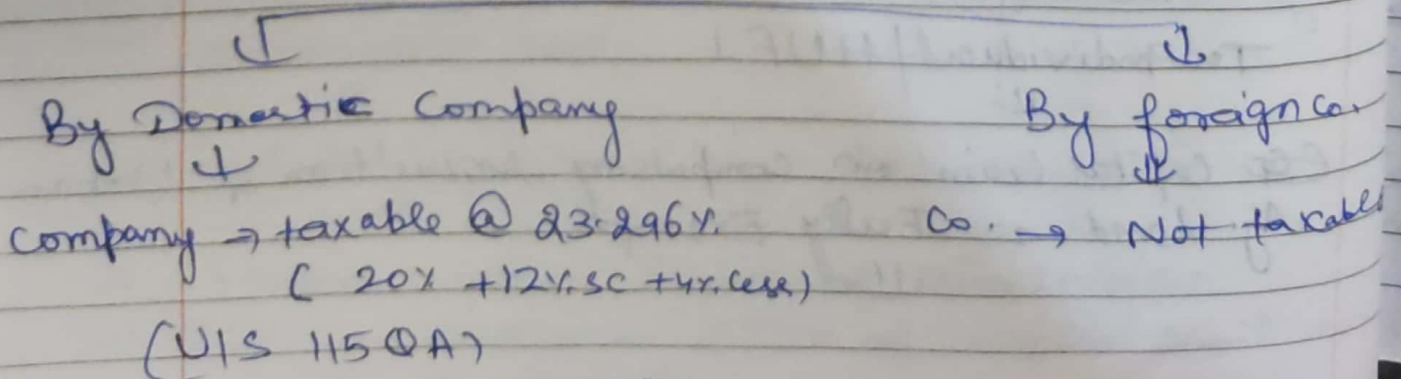 By Domestic Company By foreign co.
company → taxable @ 23.296%. Co. → Not taxable
( 20% +12%.SC +4%.Cess)
(U/S 115QA)